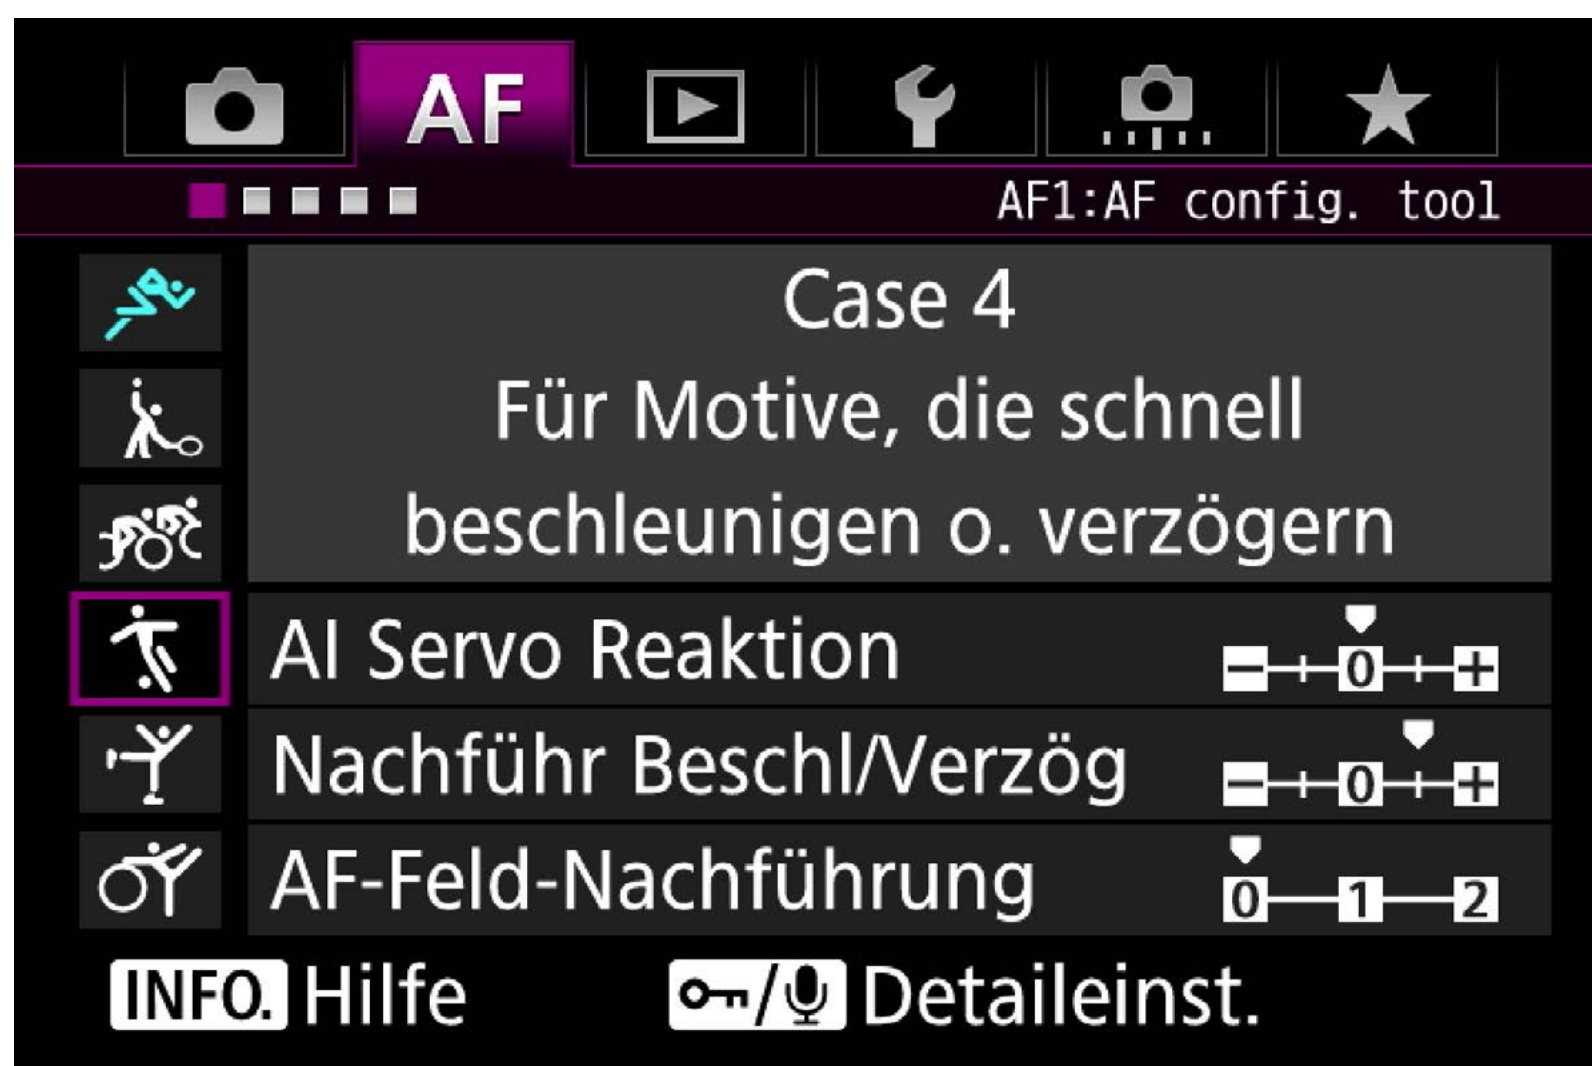 AF
AF1:AF config. tool
Case 4
Für Motive, die schnell
beschleunigen o. verzögern
AI Servo Reaktion
- 0 +
Nachführ Beschl/Verzög
- 0 +
AF-Feld-Nachführung
0 1 2
INFO. Hilfe / Detaileinst.